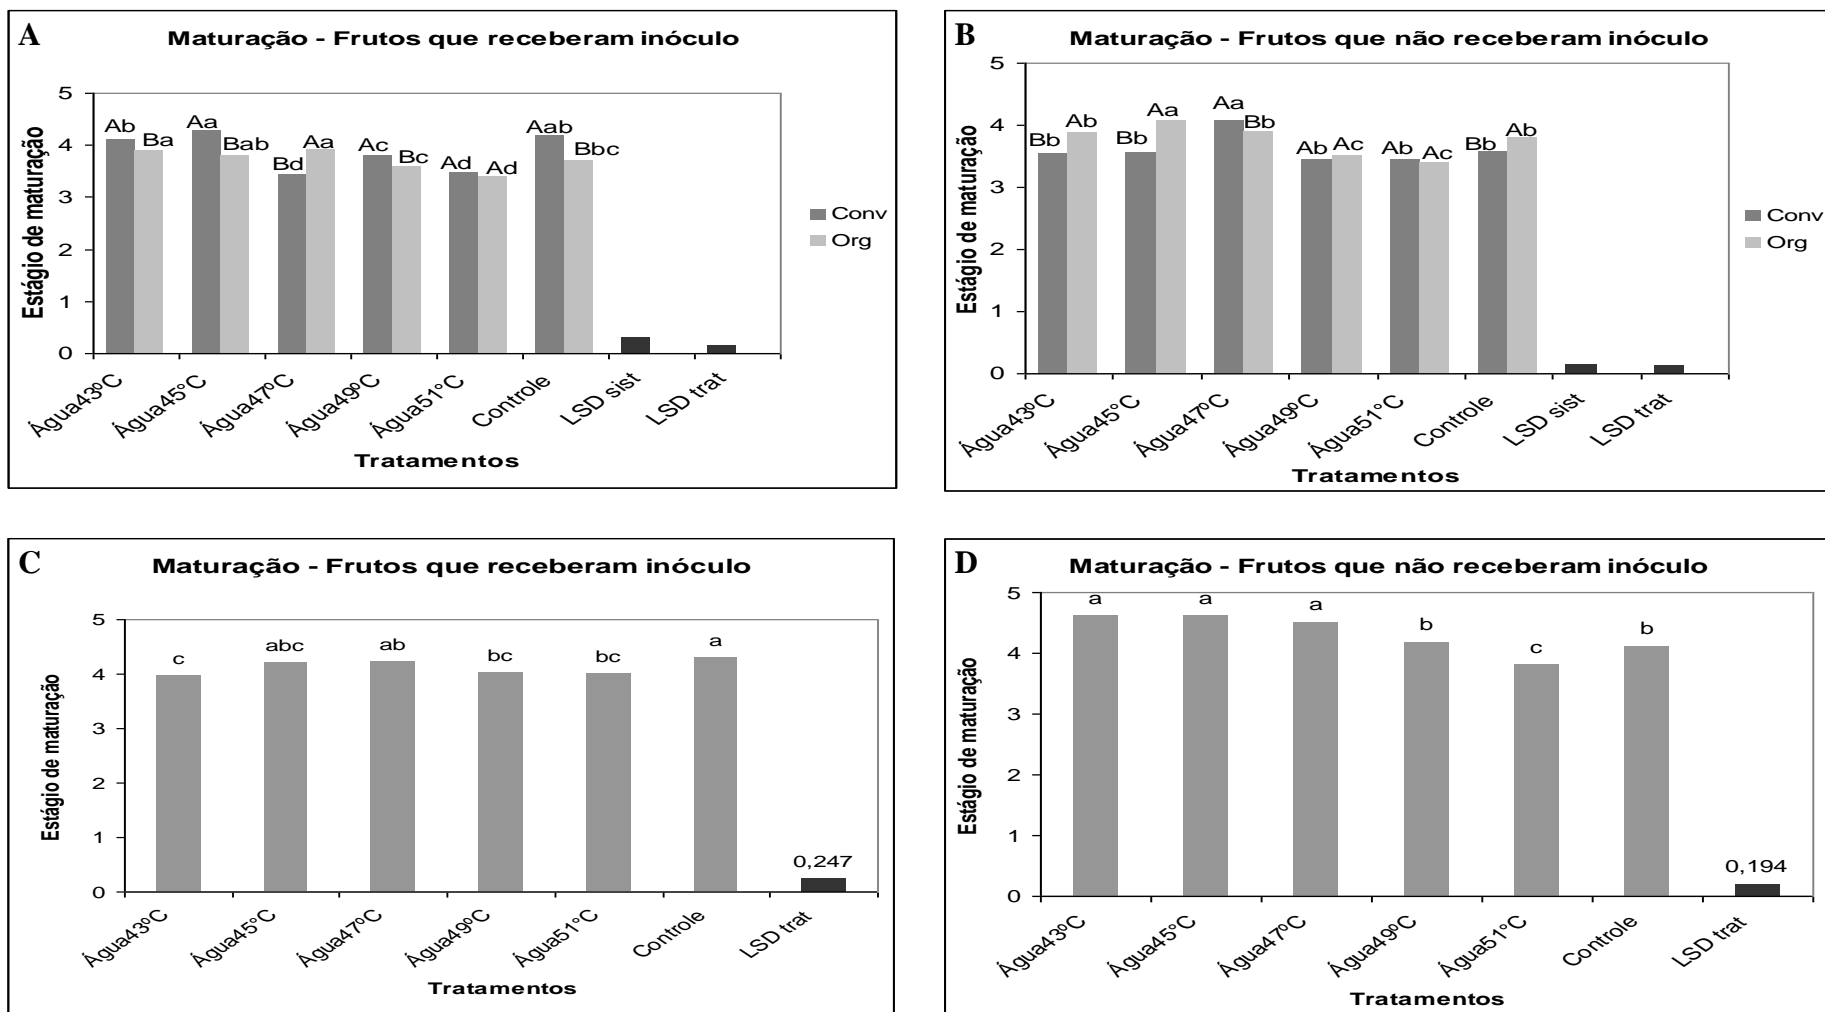 A
Maturação - Frutos que receberam inóculo
Estágio de maturação
5
4
3
2
1
0
Ab
Ba
Aa
Bab
Bd
Aa
Ac
Bc
Ad
Ad
Aab
Bbc
Água43ºC
Água45°C
Água47ºC
Água49ºC
Água51°C
Controle
LSD sist
LSD trat
Tratamentos
Conv
Org
B
Maturação - Frutos que não receberam inóculo
Estágio de maturação
5
4
3
2
1
0
Bb
Ab
Bb
Aa
Aa
Bb
Ab
Ac
Ab
Ac
Bb
Ab
Água43ºC
Água45°C
Água47ºC
Água49ºC
Água51°C
Controle
LSD sist
LSD trat
Tratamentos
Conv
Org
C
Maturação - Frutos que receberam inóculo
Estágio de maturação
5
4
3
2
1
0
c
abc
ab
bc
bc
a
0,247
Água43ºC
Água45°C
Água47ºC
Água49ºC
Água51°C
Controle
LSD trat
Tratamentos
D
Maturação - Frutos que não receberam inóculo
Estágio de maturação
5
4
3
2
1
0
a
a
a
b
c
b
0,194
Água43ºC
Água45°C
Água47ºC
Água49ºC
Água51°C
Controle
LSD trat
Tratamentos